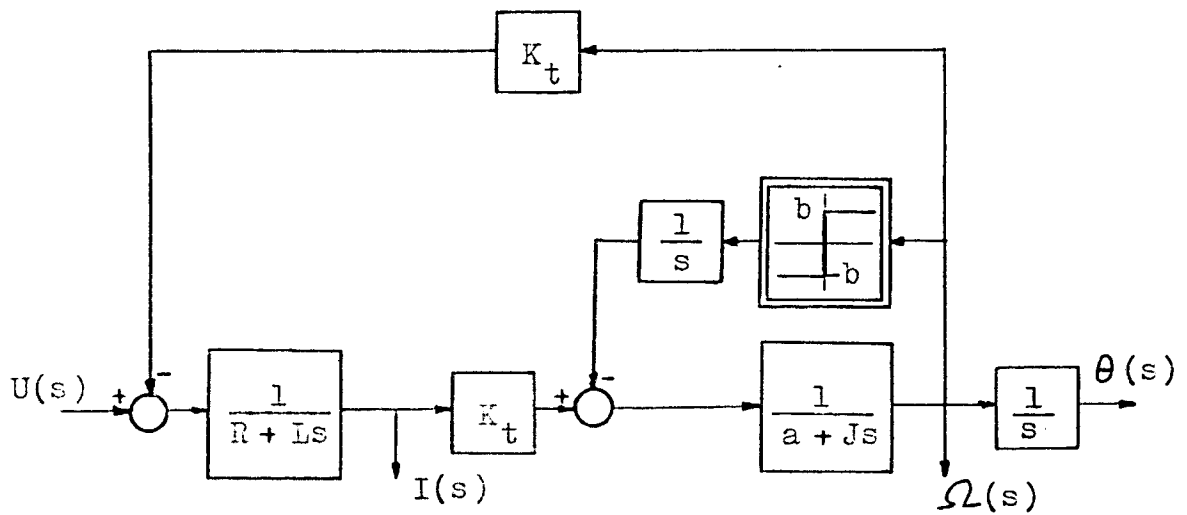 K_t
1
s
b
-b
U(s)
+
-
1
R + Ls
I(s)
K_t
+
-
1
a + Js
1
s
θ(s)
Ω(s)